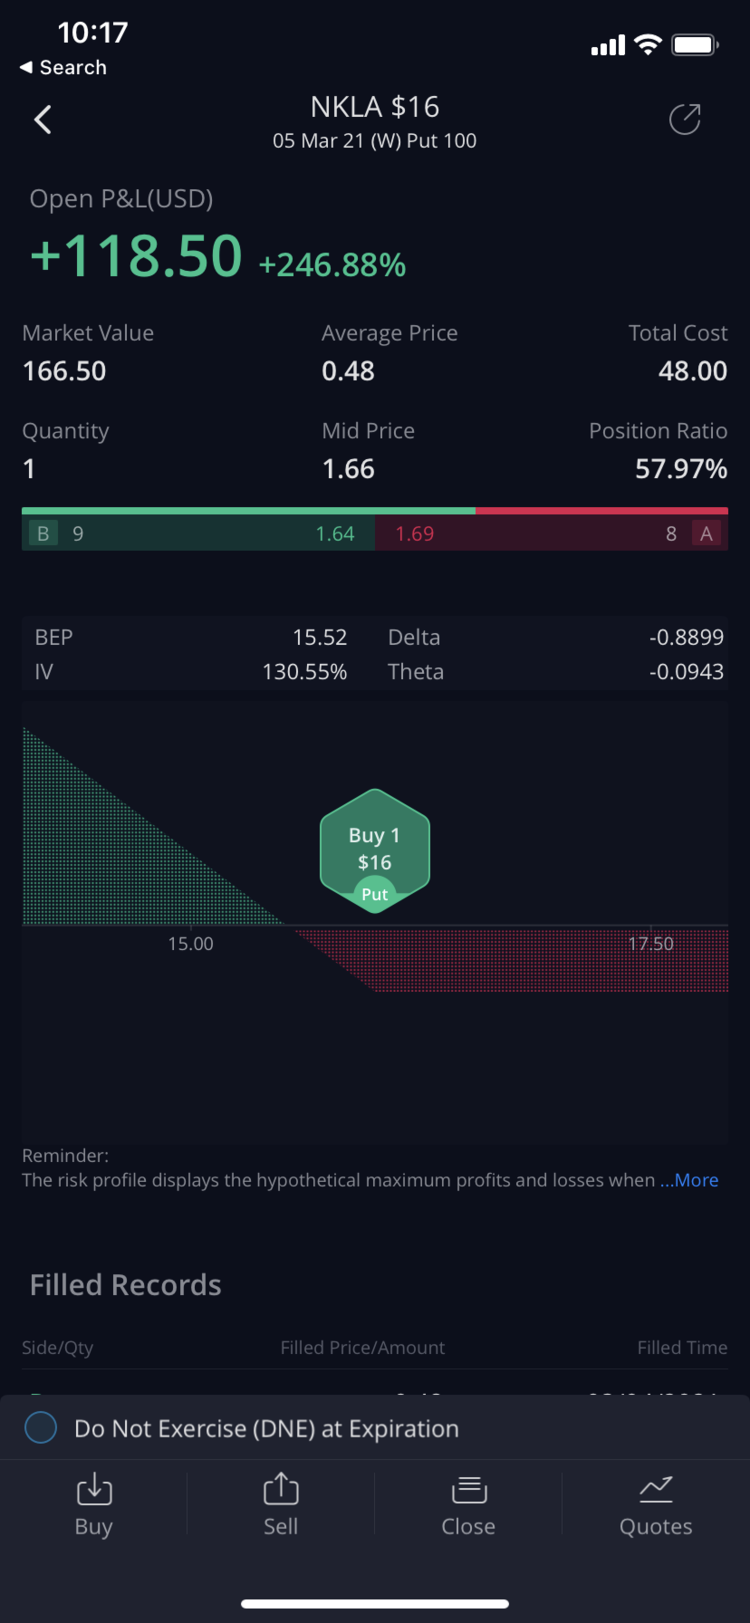 10:17
Search
NKLA $16
05 Mar 21 (W) Put 100
Open P&L(USD)
+118.50 +246.88%
Market Value Average Price Total Cost
166.50 0.48 48.00
Quantity Mid Price Position Ratio
1 1.66 57.97%
B 9 1.64 1.69 8 A
BEP 15.52 Delta -0.8899
IV 130.55% Theta -0.0943
Buy 1
$16
Put
15.00 17.50
Reminder:
The risk profile displays the hypothetical maximum profits and losses when ...More
Filled Records
Side/Qty Filled Price/Amount Filled Time
Do Not Exercise (DNE) at Expiration
Buy Sell Close Quotes